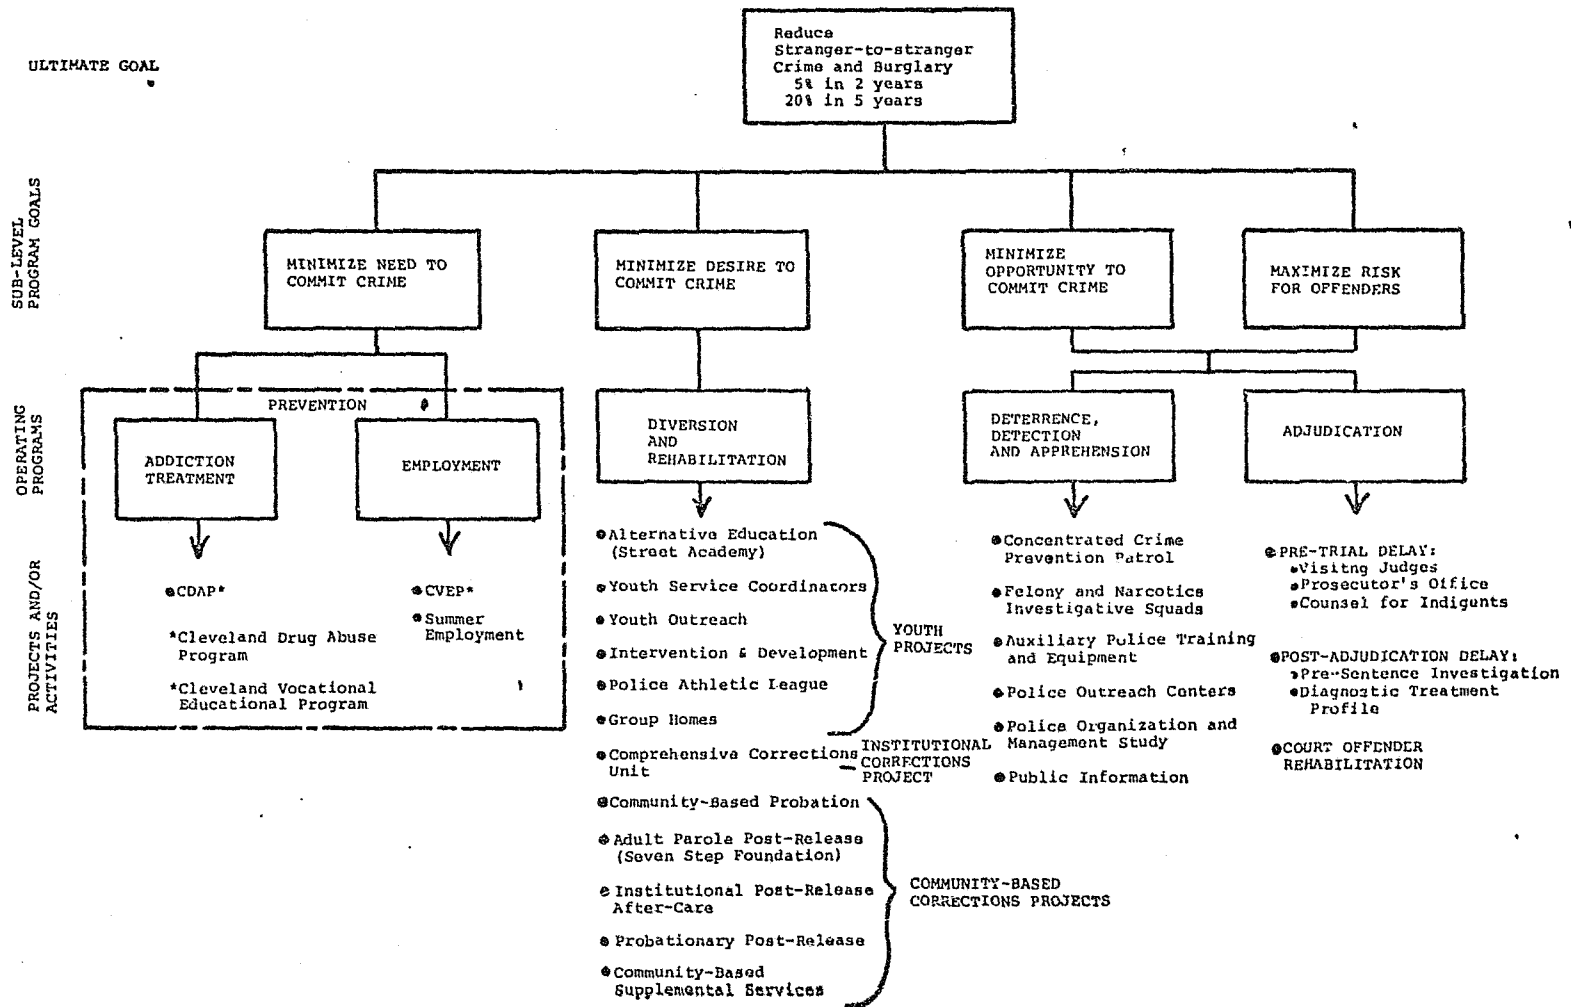 ULTIMATE GOAL
Reduce
Stranger-to-stranger
Crime and Burglary
5% in 2 years
20% in 5 years
SUB-LEVEL
PROGRAM GOALS
MINIMIZE NEED TO
COMMIT CRIME
MINIMIZE DESIRE TO
COMMIT CRIME
MINIMIZE
OPPORTUNITY TO
COMMIT CRIME
MAXIMIZE RISK
FOR OFFENDERS
OPERATING
PROGRAMS
PREVENTION
ADDICTION
TREATMENT
EMPLOYMENT
DIVERSION
AND
REHABILITATION
DETERRENCE,
DETECTION
AND APPREHENSION
ADJUDICATION
PROJECTS AND/OR
ACTIVITIES
●CDAP*
*Cleveland Drug Abuse
Program
*Cleveland Vocational
Educational Program
●CVEP*
●Summer
Employment
●Alternative Education
(Street Academy)
●Youth Service Coordinators
●Youth Outreach
●Intervention & Development
●Police Athletic League
●Group Homes
YOUTH
PROJECTS
●Comprehensive Corrections
Unit
INSTITUTIONAL
CORRECTIONS
PROJECT
●Community-Based Probation
●Adult Parole Post-Release
(Seven Step Foundation)
●Institutional Post-Release
After-Care
●Probationary Post-Release
●Community-Based
Supplemental Services
COMMUNITY-BASED
CORRECTIONS PROJECTS
●Concentrated Crime
Prevention Patrol
●Felony and Narcotics
Investigative Squads
●Auxiliary Police Training
and Equipment
●Police Outreach Centers
●Police Organization and
Management Study
●Public Information
●PRE-TRIAL DELAY:
●Visitng Judges
●Prosecutor's Office
●Counsel for Indigunts
●POST-ADJUDICATION DELAY:
●Pre-Sentence Investigation
●Diagnostic Treatment
Profile
●COURT OFFENDER
REHABILITATION